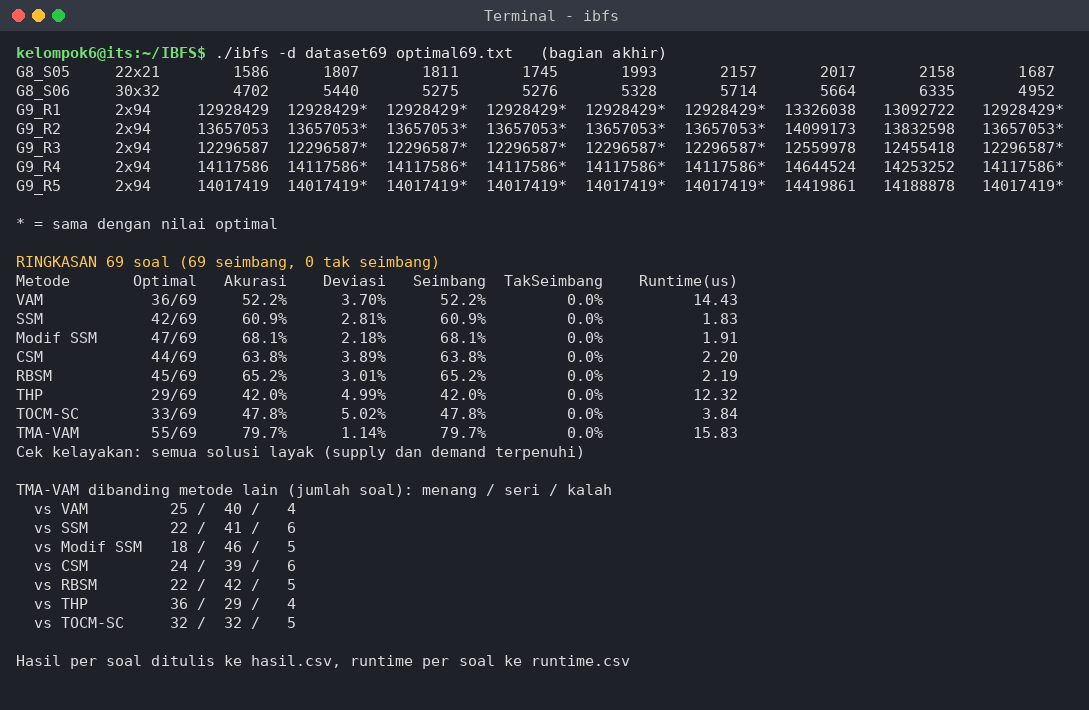 Terminal - ibfs
kelompok6@its:~/IBFS$ ./ibfs -d dataset69 optimal69.txt   (bagian akhir)
G8_S05     22x21        1586      1807      1811      1745      1993      2157      2017      2158      1687
G8_S06     30x32        4702      5440      5275      5276      5328      5714      5664      6335      4952
G9_R1      2x94     12928429  12928429*  12928429*  12928429*  12928429*  12928429*  13326038   13092722   12928429*
G9_R2      2x94     13657053  13657053*  13657053*  13657053*  13657053*  13657053*  14099173   13832598   13657053*
G9_R3      2x94     12296587  12296587*  12296587*  12296587*  12296587*  12296587*  12559978   12455418   12296587*
G9_R4      2x94     14117586  14117586*  14117586*  14117586*  14117586*  14117586*  14644524   14253252   14117586*
G9_R5      2x94     14017419  14017419*  14017419*  14017419*  14017419*  14017419*  14419861   14188878   14017419*
* = sama dengan nilai optimal
RINGKASAN 69 soal (69 seimbang, 0 tak seimbang)
Metode       Optimal   Akurasi    Deviasi   Seimbang  TakSeimbang    Runtime(us)
VAM            36/69     52.2%      3.70%      52.2%         0.0%          14.43
SSM            42/69     60.9%      2.81%      60.9%         0.0%           1.83
Modif SSM      47/69     68.1%      2.18%      68.1%         0.0%           1.91
CSM            44/69     63.8%      3.89%      63.8%         0.0%           2.20
RBSM           45/69     65.2%      3.01%      65.2%         0.0%           2.19
THP            29/69     42.0%      4.99%      42.0%         0.0%          12.32
TOCM-SC        33/69     47.8%      5.02%      47.8%         0.0%           3.84
TMA-VAM        55/69     79.7%      1.14%      79.7%         0.0%          15.83
Cek kelayakan: semua solusi layak (supply dan demand terpenuhi)
TMA-VAM dibanding metode lain (jumlah soal): menang / seri / kalah
vs VAM          25 /  40 /   4
vs SSM          22 /  41 /   6
vs Modif SSM   18 /  46 /   5
vs CSM          24 /  39 /   6
vs RBSM         22 /  42 /   5
vs THP          36 /  29 /   4
vs TOCM-SC     32 /  32 /   5
Hasil per soal ditulis ke hasil.csv, runtime per soal ke runtime.csv